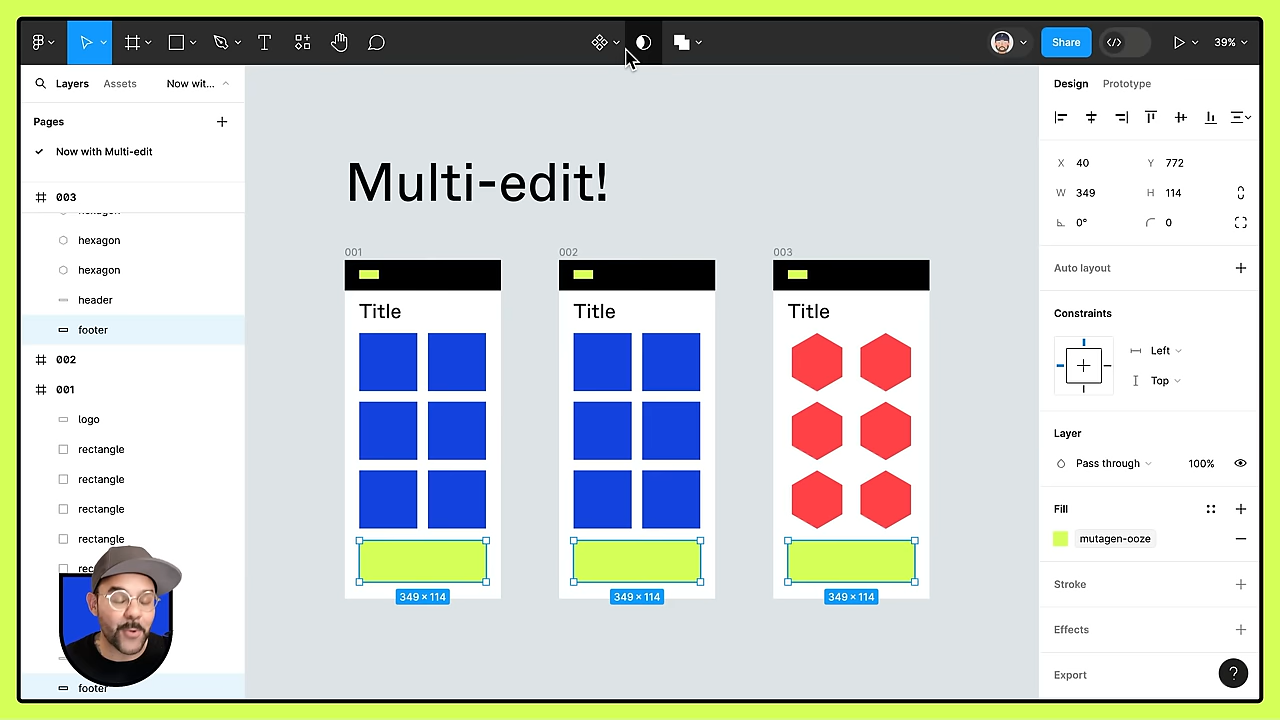 Share
39%
Layers
Assets
Now wit...
Pages
Now with Multi-edit
003
hexagon
hexagon
header
footer
002
001
logo
rectangle
rectangle
rectangle
rectangle
footer
Multi-edit!
001
002
003
Title
Title
Title
349 × 114
349 × 114
349 × 114
Design
Prototype
X 40
Y 772
W 349
H 114
0°
0
Auto layout
Constraints
Left
Top
Layer
Pass through
100%
Fill
mutagen-ooze
Stroke
Effects
Export
?